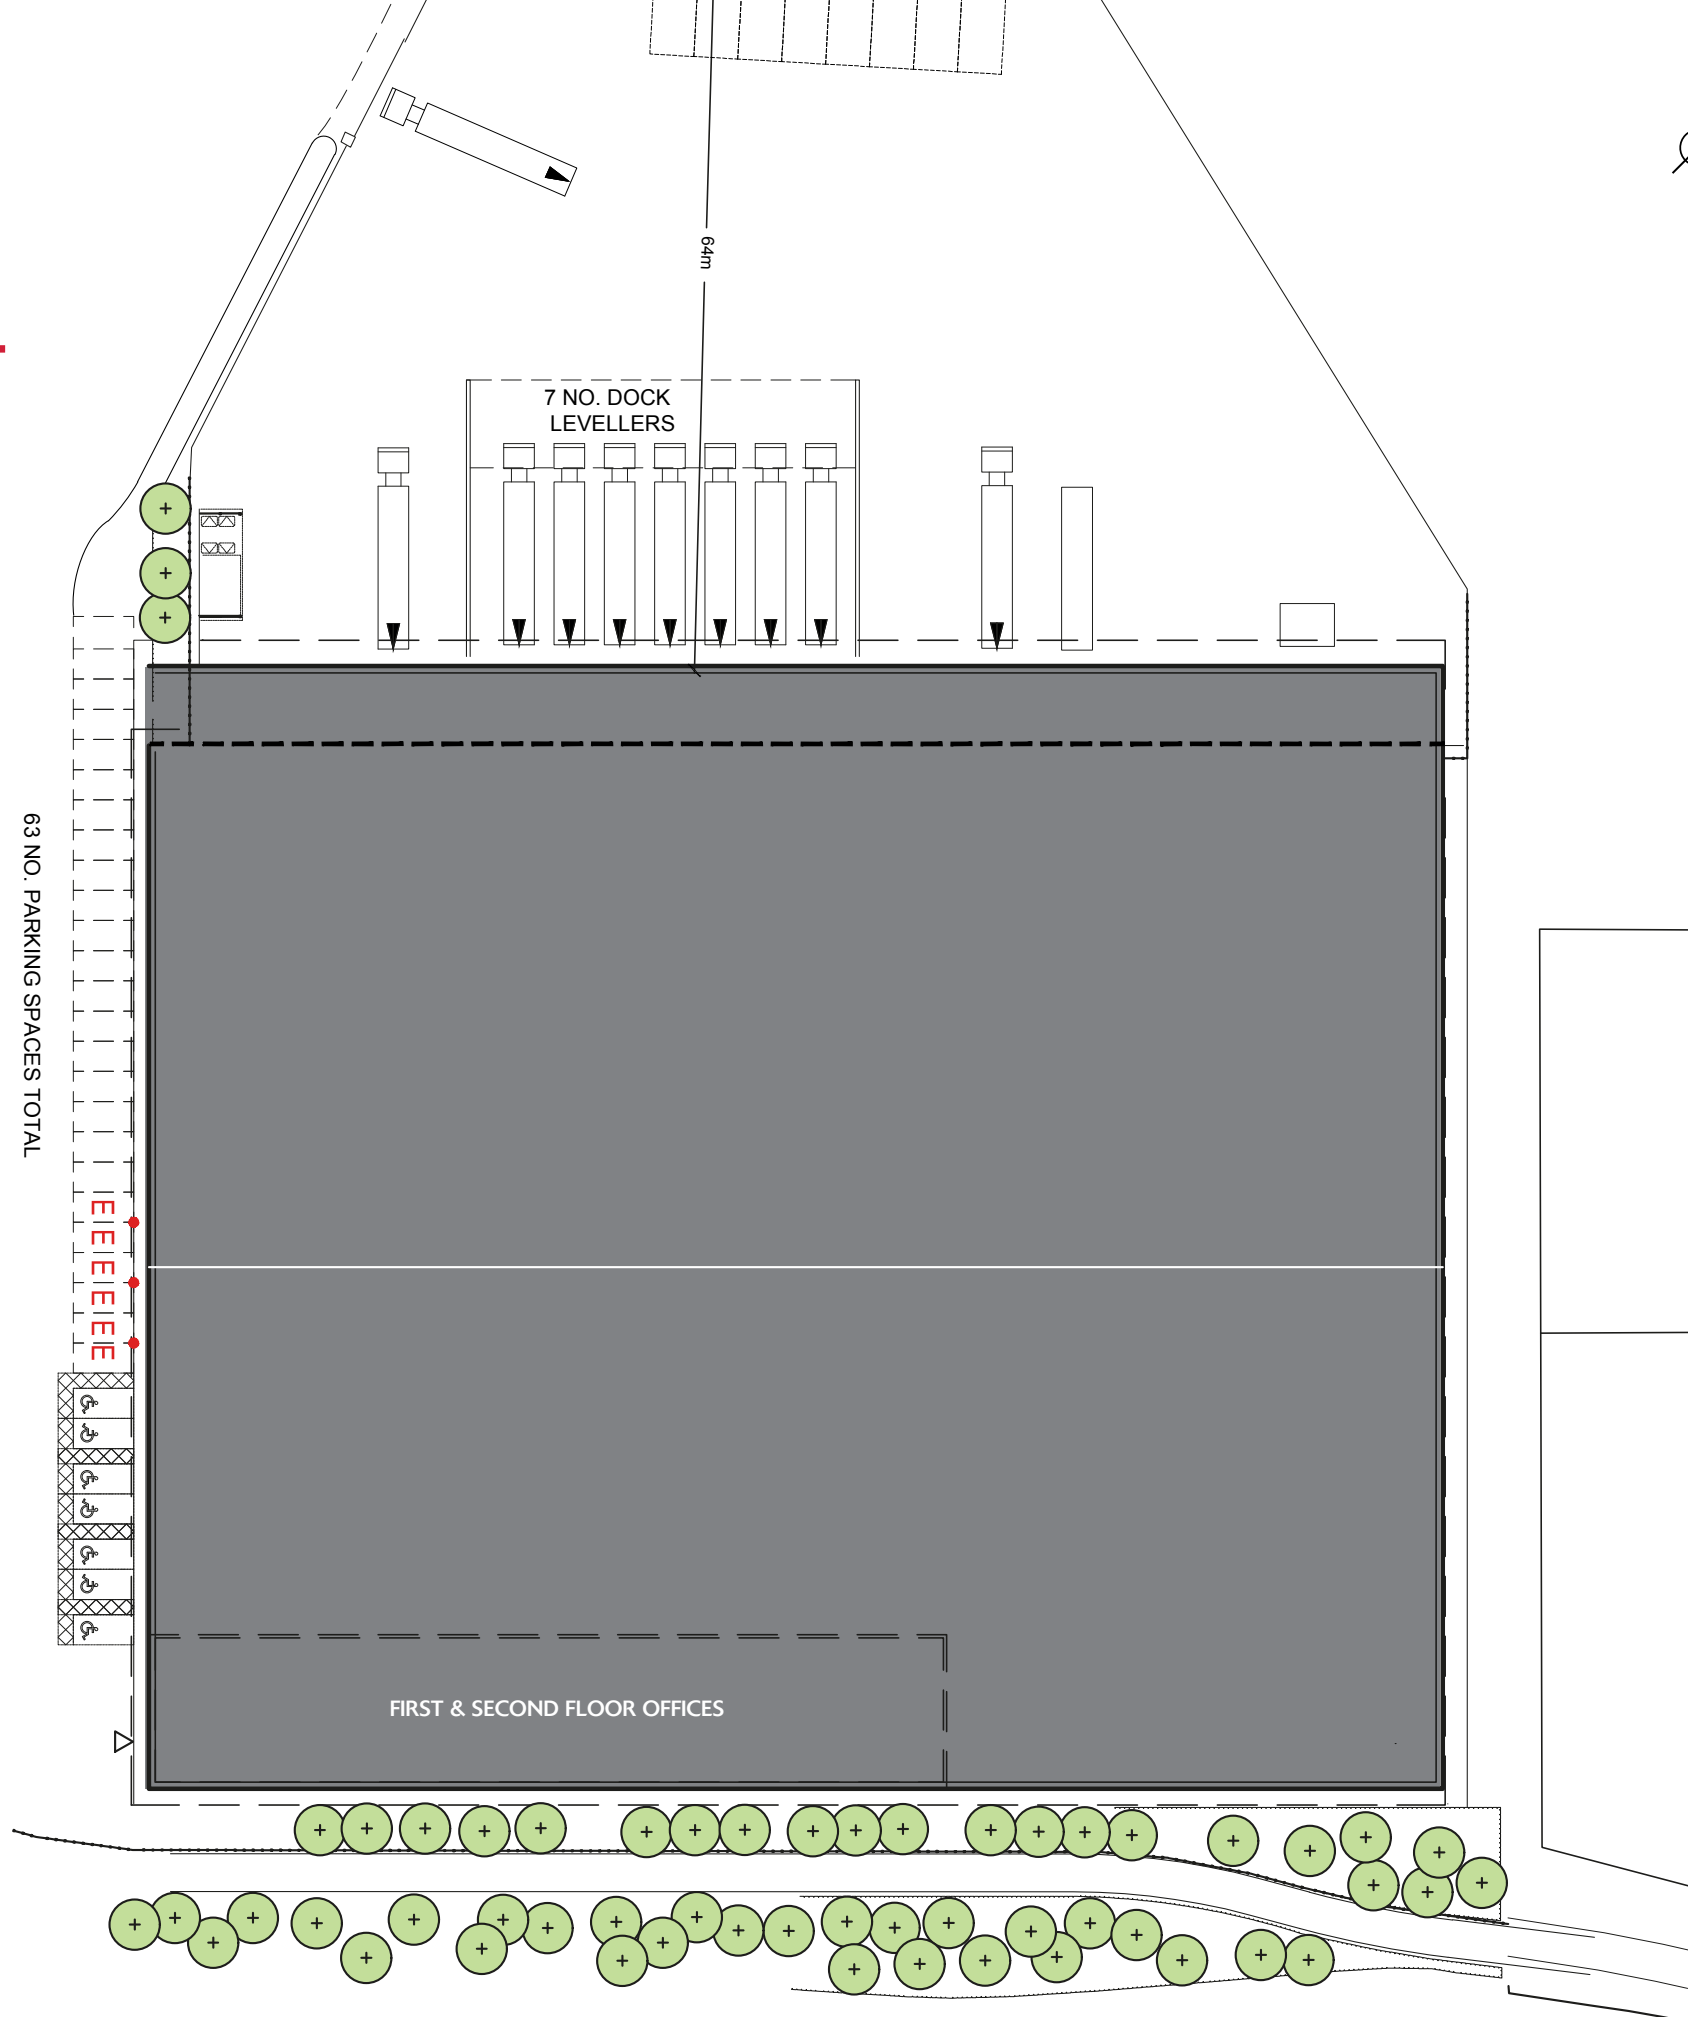 64m
7 NO. DOCK
LEVELLERS
63 NO. PARKING SPACES TOTAL
E
E
E
E
E
E
FIRST & SECOND FLOOR OFFICES